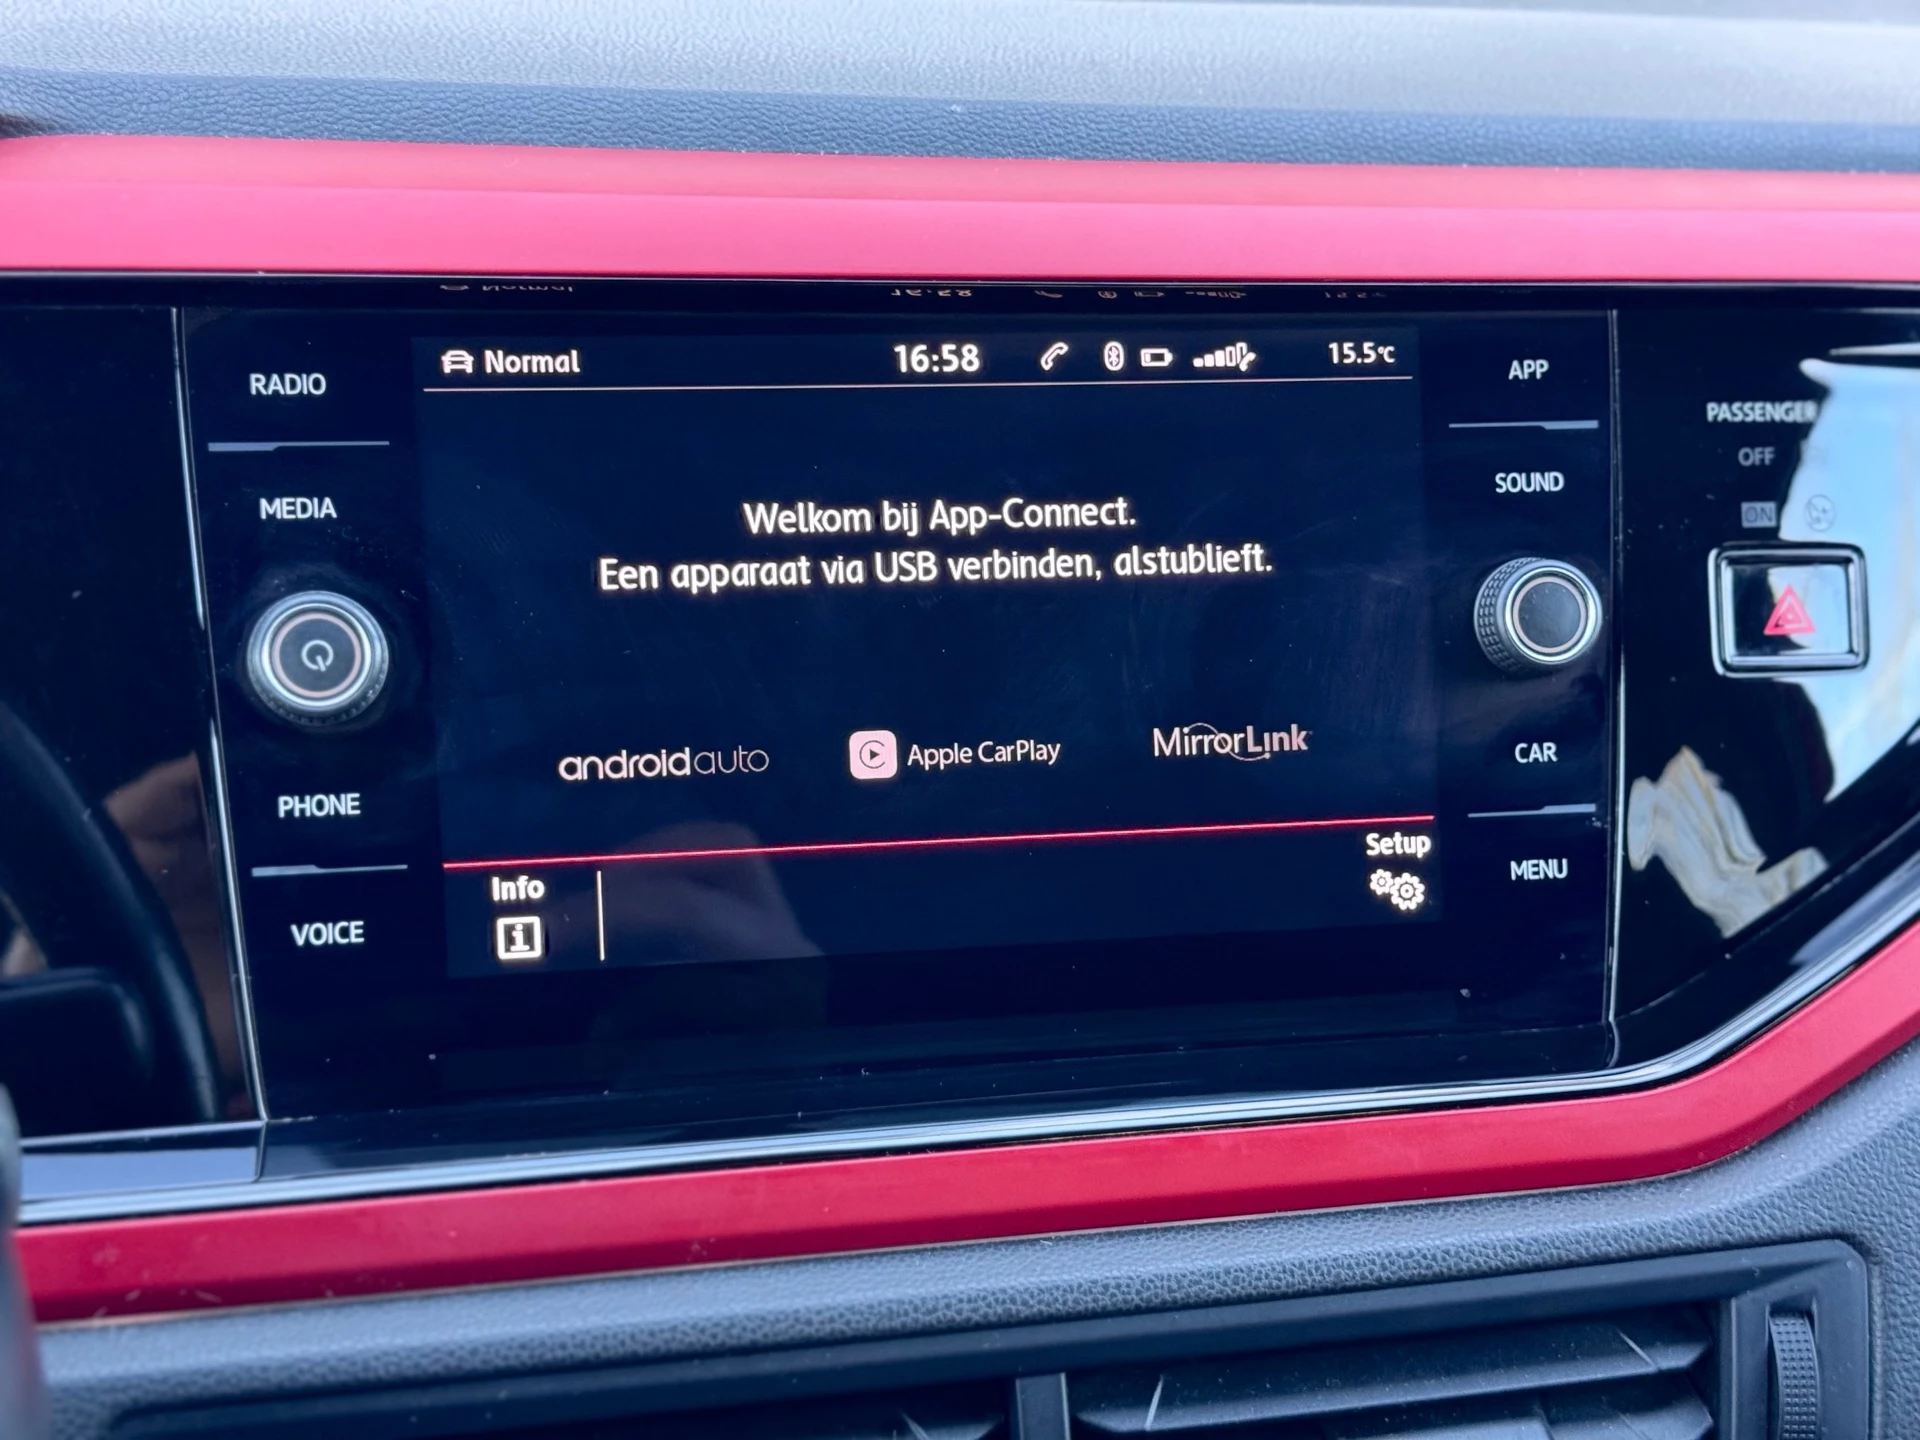 Normal
16:58
15.5°C
RADIO
MEDIA
PHONE
VOICE
Welkom bij App-Connect.
Een apparaat via USB verbinden, alstublieft.
androidauto
Apple CarPlay
MirrorLink
Info
Setup
APP
SOUND
CAR
MENU
PASSENGER
OFF
ON